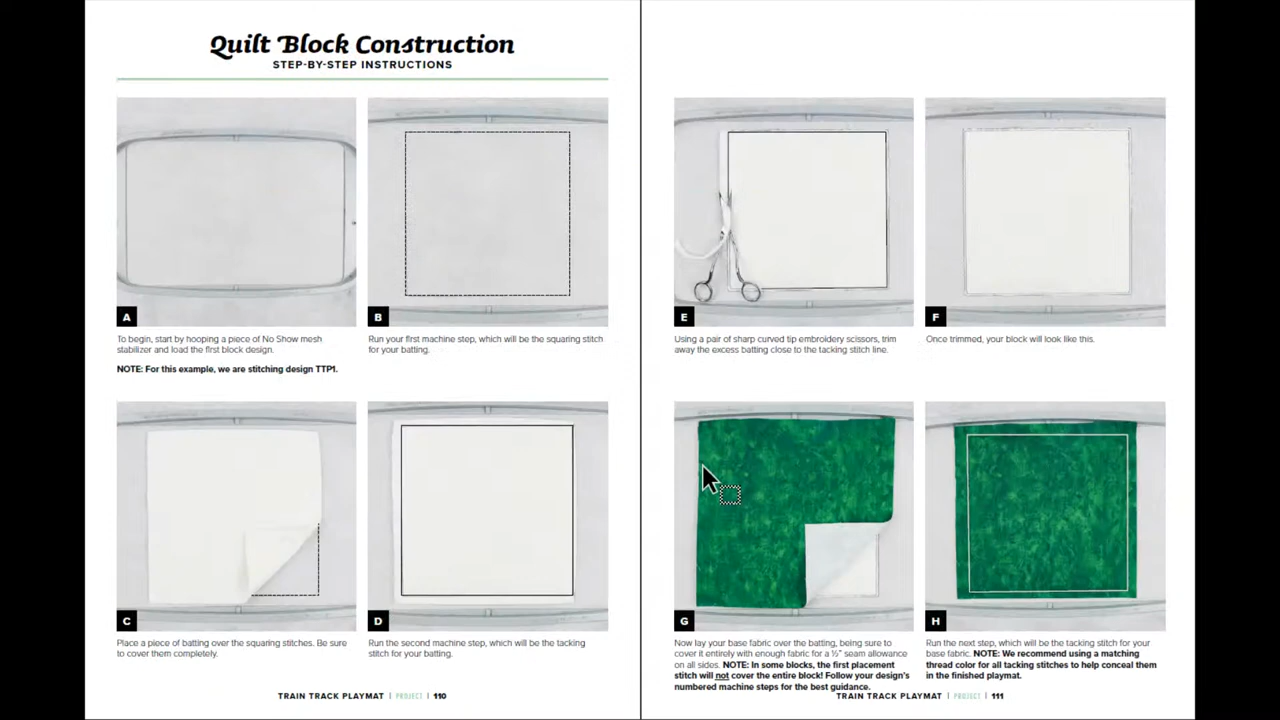 Quilt Block Construction
STEP-BY-STEP INSTRUCTIONS
A
To begin, start by hooping a piece of No Show mesh
stabilizer and load the first block design.
NOTE: For this example, we are stitching design TTP1.
B
Run your first machine step, which will be the squaring stitch
for your batting.
C
Place a piece of batting over the squaring stitches. Be sure
to cover them completely.
D
Run the second machine step, which will be the tacking
stitch for your batting.
TRAIN TRACK PLAYMAT | PROJECT | 110
E
Using a pair of sharp curved tip embroidery scissors, trim
away the excess batting close to the tacking stitch line.
F
Once trimmed, your block will look like this.
G
Now lay your base fabric over the batting, being sure to
cover it entirely with enough fabric for a ½" seam allowance
on all sides. NOTE: In some blocks, the first placement
stitch will not cover the entire block! Follow your design's
numbered machine steps for the best guidance.
H
Run the next step, which will be the tacking stitch for your
base fabric. NOTE: We recommend using a matching
thread color for all tacking stitches to help conceal them
in the finished playmat.
TRAIN TRACK PLAYMAT | PROJECT | 111